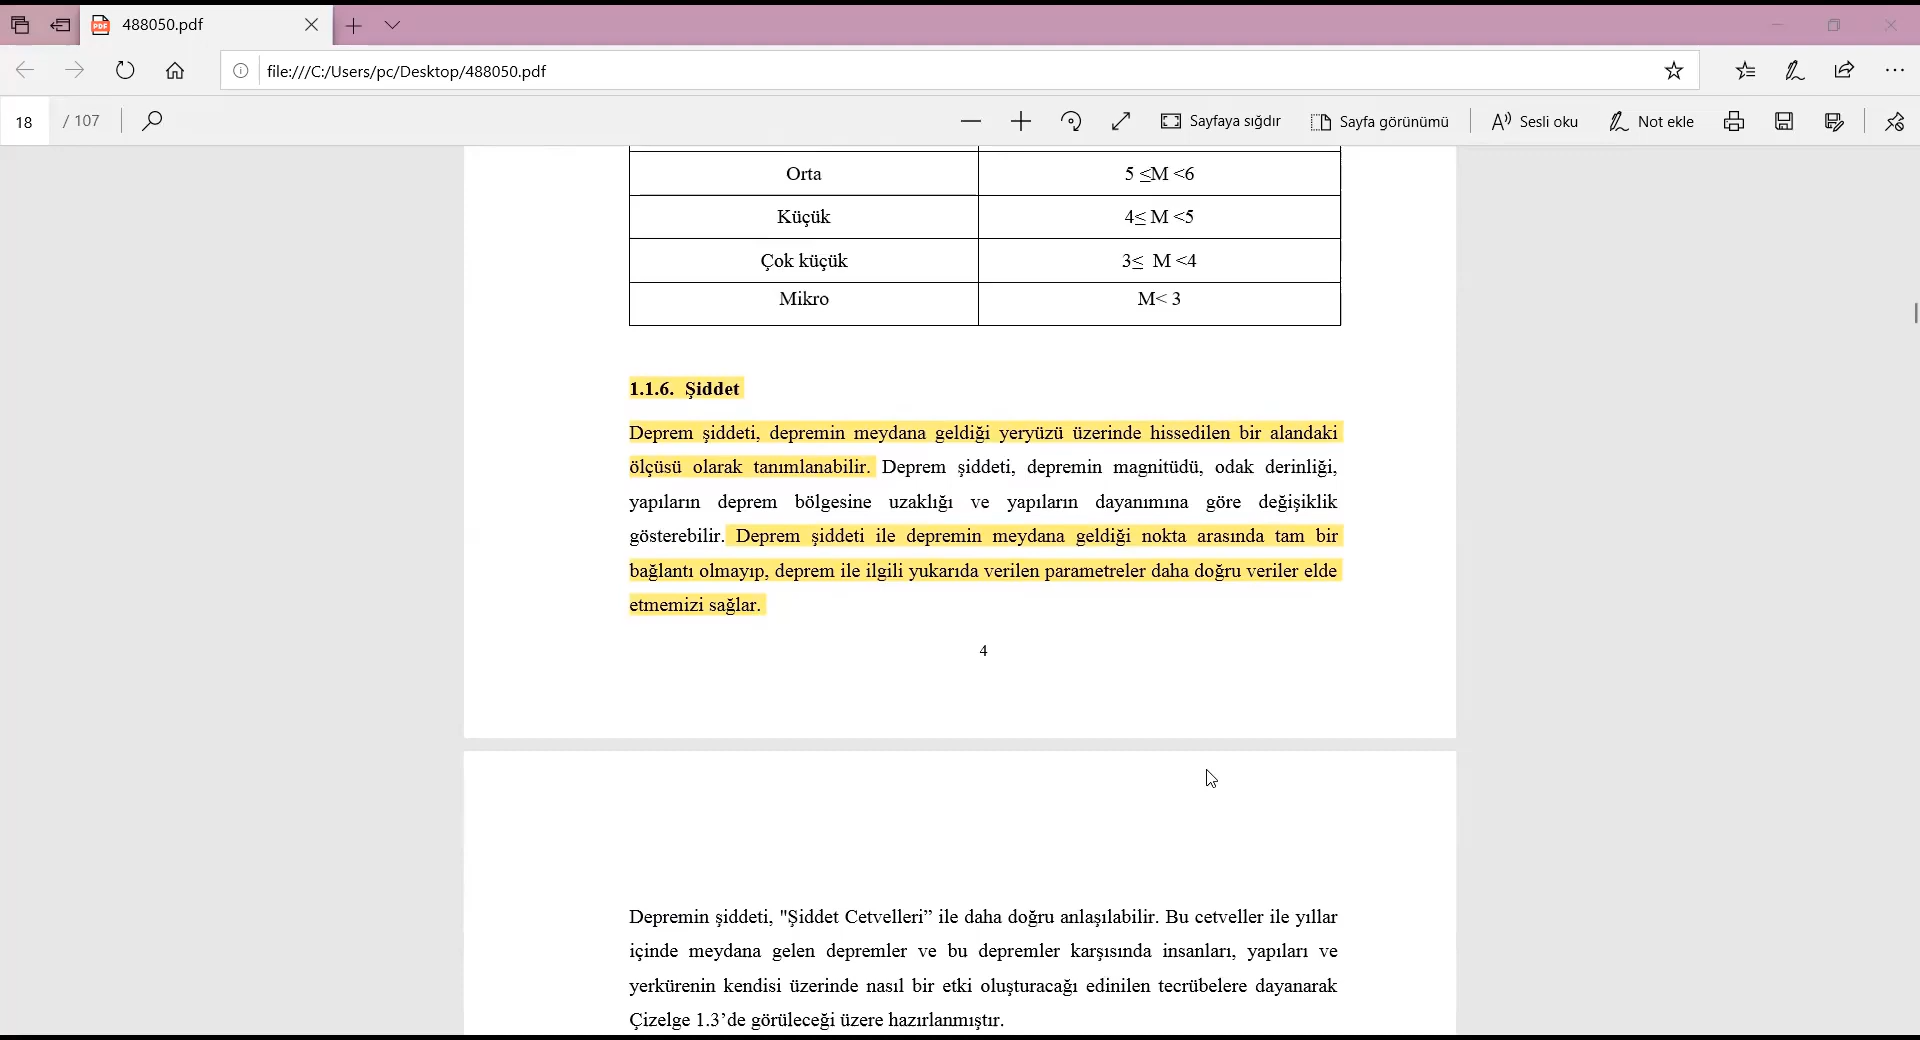 488050.pdf
file:///C:/Users/pc/Desktop/488050.pdf
18 / 107 Sayfaya sığdır Sayfa görünümü Sesli oku Not ekle
Orta 5 ≤M <6
Küçük 4≤ M <5
Çok küçük 3≤ M <4
Mikro M< 3
1.1.6. Şiddet
Deprem şiddeti, depremin meydana geldiği yeryüzü üzerinde hissedilen bir alandaki
ölçüsü olarak tanımlanabilir. Deprem şiddeti, depremin magnitüdü, odak derinliği,
yapıların deprem bölgesine uzaklığı ve yapıların dayanımına göre değişiklik
gösterebilir. Deprem şiddeti ile depremin meydana geldiği nokta arasında tam bir
bağlantı olmayıp, deprem ile ilgili yukarıda verilen parametreler daha doğru veriler elde
etmemizi sağlar.
4
Depremin şiddeti, "Şiddet Cetvelleri” ile daha doğru anlaşılabilir. Bu cetveller ile yıllar
içinde meydana gelen depremler ve bu depremler karşısında insanları, yapıları ve
yerkürenin kendisi üzerinde nasıl bir etki oluşturacağı edinilen tecrübelere dayanarak
Çizelge 1.3’de görüleceği üzere hazırlanmıştır.